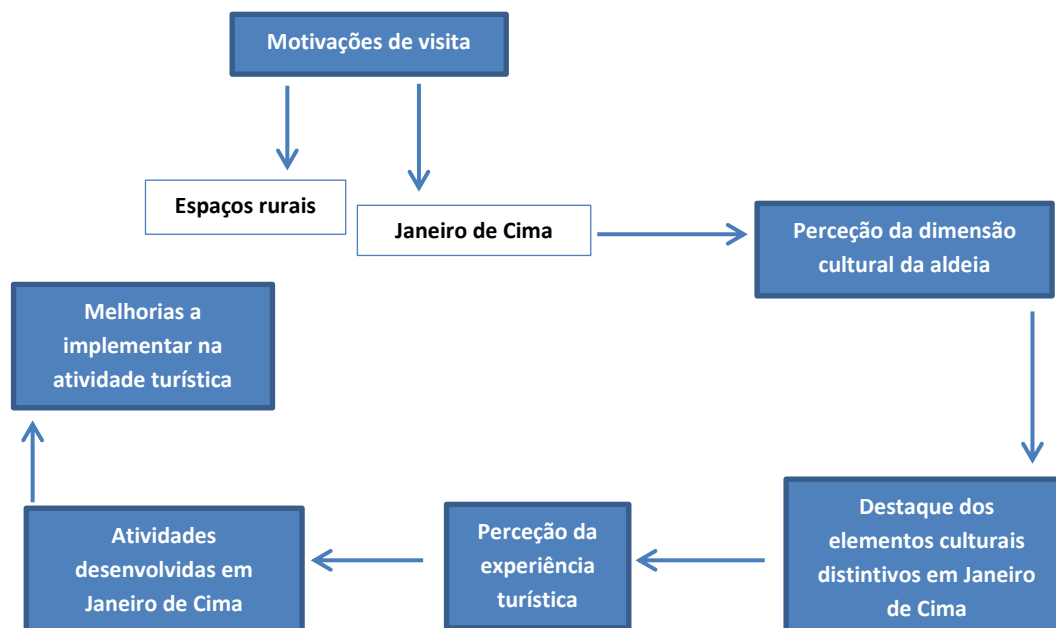 Motivações de visita
Espaços rurais
Janeiro de Cima
Perceção da dimensão
cultural da aldeia
Destaque dos
elementos culturais
distintivos em Janeiro
de Cima
Perceção da
experiência
turística
Atividades
desenvolvidas em
Janeiro de Cima
Melhorias a
implementar na
atividade turística